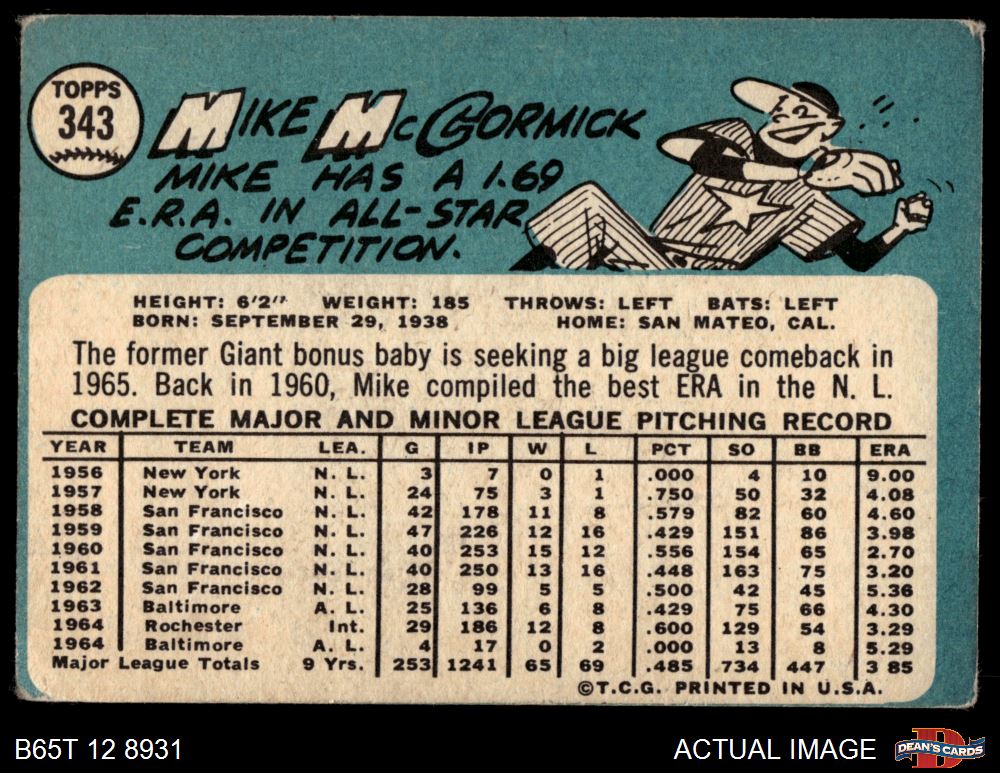 TOPPS
343
MIKE McCORMICK
MIKE HAS A 1.69
E.R.A. IN ALL-STAR
COMPETITION.
HEIGHT: 6'2" WEIGHT: 185 THROWS: LEFT BATS: LEFT
BORN: SEPTEMBER 29, 1938 HOME: SAN MATEO, CAL.
The former Giant bonus baby is seeking a big league comeback in
1965. Back in 1960, Mike compiled the best ERA in the N. L.
COMPLETE MAJOR AND MINOR LEAGUE PITCHING RECORD
YEAR TEAM LEA. G IP W L PCT SO BB ERA
1956 New York N. L. 3 7 0 1 .000 4 10 9.00
1957 New York N. L. 24 75 3 1 .750 50 32 4.08
1958 San Francisco N. L. 42 178 11 8 .579 82 60 4.60
1959 San Francisco N. L. 47 226 12 16 .429 151 86 3.98
1960 San Francisco N. L. 40 253 15 12 .556 154 65 2.70
1961 San Francisco N. L. 40 250 13 16 .448 163 75 3.20
1962 San Francisco N. L. 28 99 5 5 .500 42 45 5.36
1963 Baltimore A. L. 25 136 6 8 .429 75 66 4.30
1964 Rochester Int. 29 186 12 8 .600 129 54 3.29
1964 Baltimore A. L. 4 17 0 2 .000 13 8 5.29
Major League Totals 9 Yrs. 253 1241 65 69 .485 734 447 3 85
©T.C.G. PRINTED IN U.S.A.
B65T 12 8931 ACTUAL IMAGE
D
DEAN'S CARDS